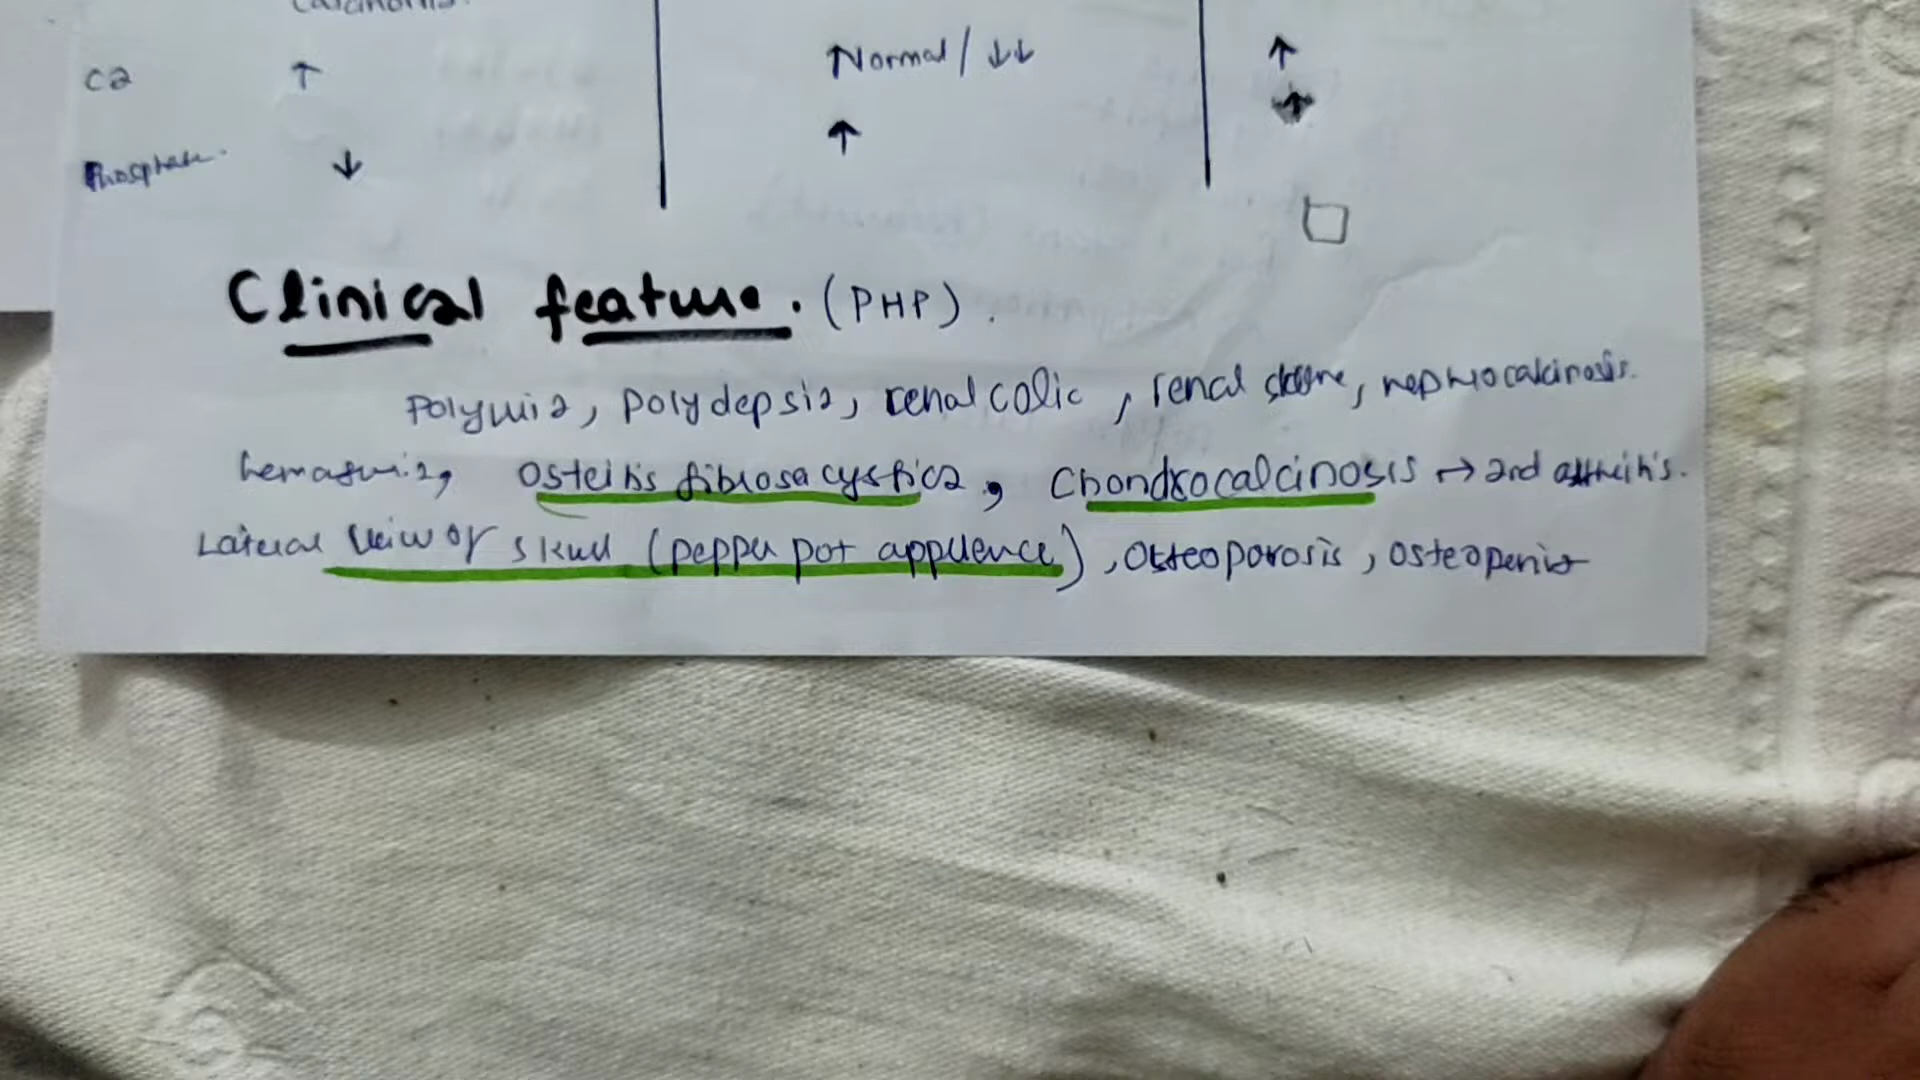 Ca ↑ Normal / ↓↓ ↑
Phosphate. ↓ ↑
Clinical feature. (PHP).
Polyuria, polydepsia, renal colic, renal stone, nephrocalcinosis.
hematuria, Osteitis fibrosa cystica, Chondrocalcinosis → 2nd arthritis.
Lateral view of skull (pepper pot apperence), Osteoporosis, Osteopenia